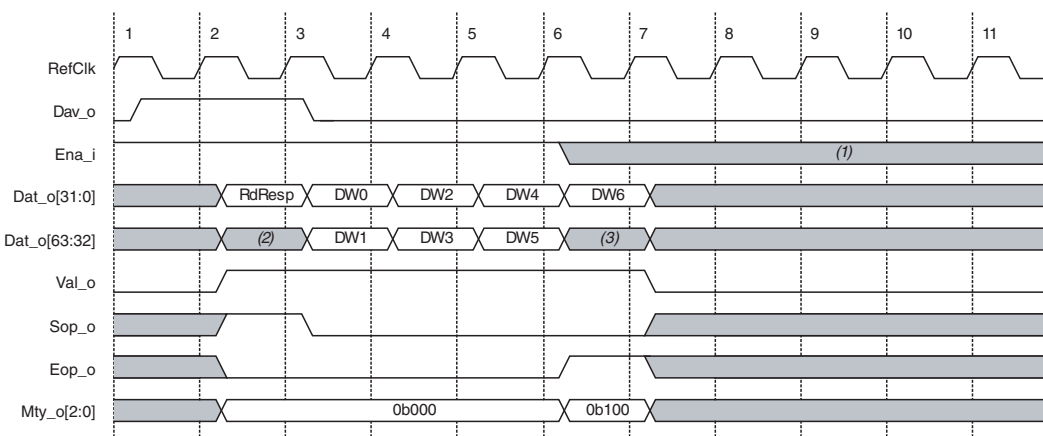 1 2 3 4 5 6 7 8 9 10 11
RefClk
Dav_o
Ena_i (1)
Dat_o[31:0] RdResp DW0 DW2 DW4 DW6
Dat_o[63:32] (2) DW1 DW3 DW5 (3)
Val_o
Sop_o
Eop_o
Mty_o[2:0] 0b000 0b100